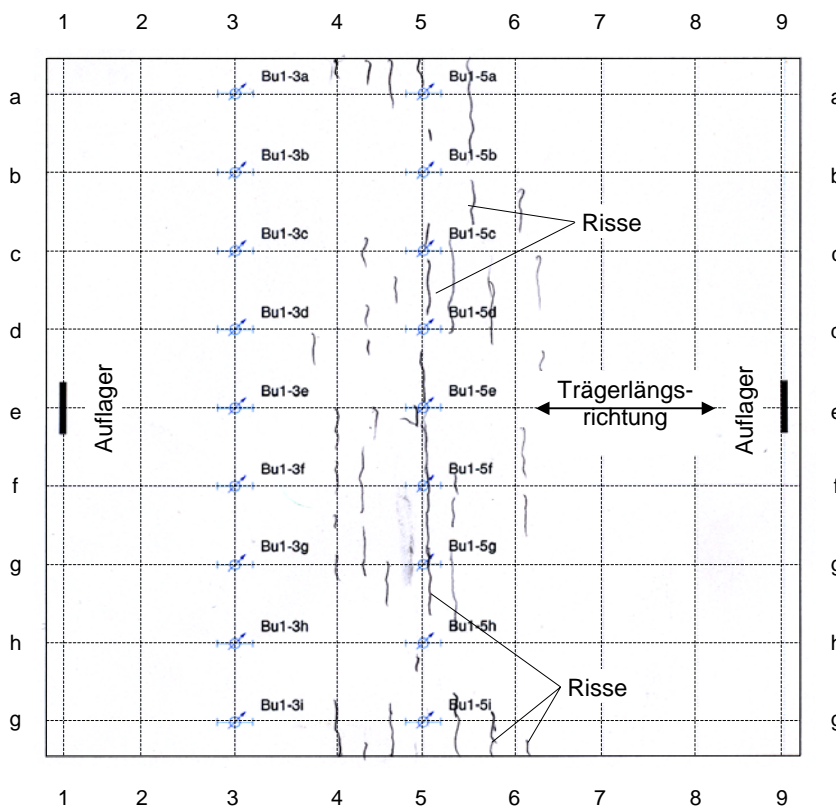 1 2 3 4 5 6 7 8 9
Bu1-3a Bu1-5a
a a
Bu1-3b Bu1-5b
b b
Risse
Bu1-3c Bu1-5c
c c
Bu1-3d Bu1-5d
d d
Auflager Bu1-3e Bu1-5e Trägerlängs- Auflager
e richtung e
Bu1-3f Bu1-5f
f f
Bu1-3g Bu1-5g
g g
Bu1-3h Bu1-5h
h h
Risse
Bu1-3i Bu1-5i
g g
1 2 3 4 5 6 7 8 9